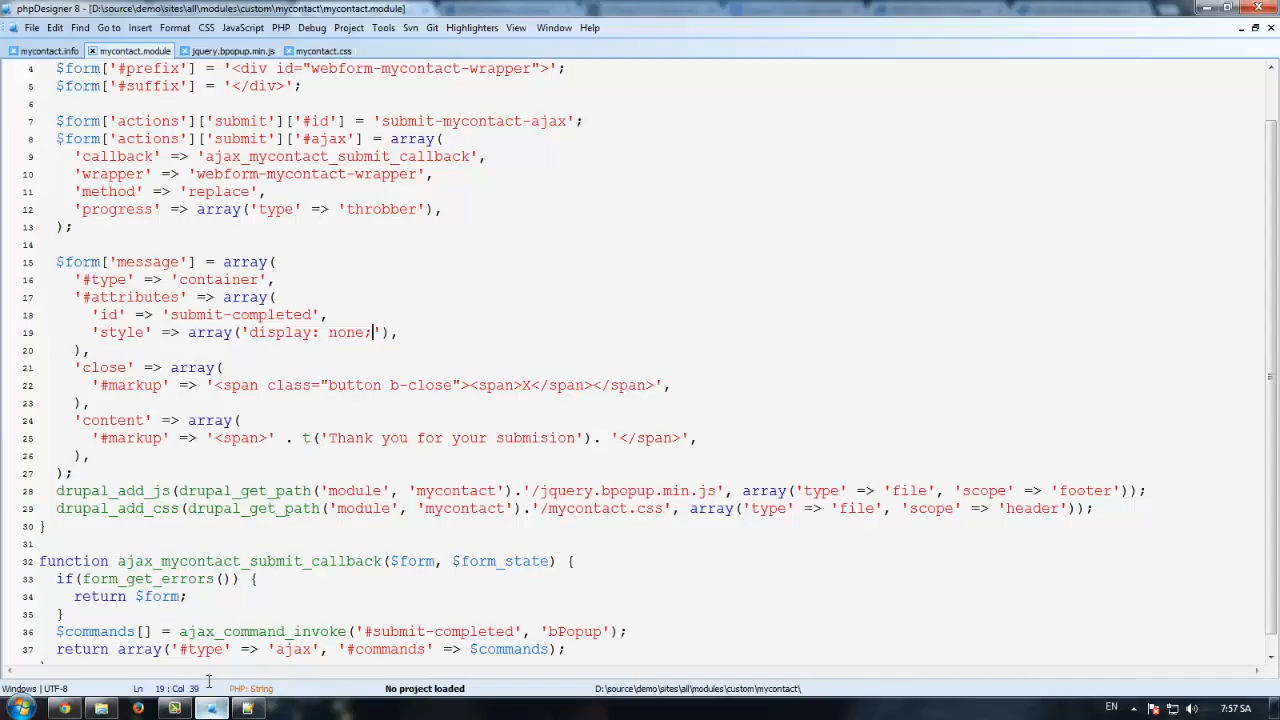 phpDesigner 8 - [D:\source\demo\sites\all\modules\custom\mycontact\mycontact.module]
File Edit Find Go to Insert Format CSS JavaScript PHP Debug Project Tools Svn Git Highlighters View Window Help
mycontact.info mycontact.module jquery.bpopup.min.js mycontact.css
4 $form['#prefix'] = '<div id="webform-mycontact-wrapper">';
5 $form['#suffix'] = '</div>';
6
7 $form['actions']['submit']['#id'] = 'submit-mycontact-ajax';
8 $form['actions']['submit']['#ajax'] = array(
9 'callback' => 'ajax_mycontact_submit_callback',
10 'wrapper' => 'webform-mycontact-wrapper',
11 'method' => 'replace',
12 'progress' => array('type' => 'throbber'),
13 );
14
15 $form['message'] = array(
16 '#type' => 'container',
17 '#attributes' => array(
18 'id' => 'submit-completed',
19 'style' => array('display: none;'),
20 ),
21 'close' => array(
22 '#markup' => '<span class="button b-close"><span>X</span></span>',
23 ),
24 'content' => array(
25 '#markup' => '<span>' . t('Thank you for your submision'). '</span>',
26 ),
27 );
28 drupal_add_js(drupal_get_path('module', 'mycontact').'/jquery.bpopup.min.js', array('type' => 'file', 'scope' => 'footer'));
29 drupal_add_css(drupal_get_path('module', 'mycontact').'/mycontact.css', array('type' => 'file', 'scope' => 'header'));
30 }
31
32 function ajax_mycontact_submit_callback($form, $form_state) {
33 if(form_get_errors()) {
34 return $form;
35 }
36 $commands[] = ajax_command_invoke('#submit-completed', 'bPopup');
37 return array('#type' => 'ajax', '#commands' => $commands);
Windows | UTF-8 Ln 19 : Col 39 PHP: String No project loaded D:\source\demo\sites\all\modules\custom\mycontact\
EN 7:57 SA